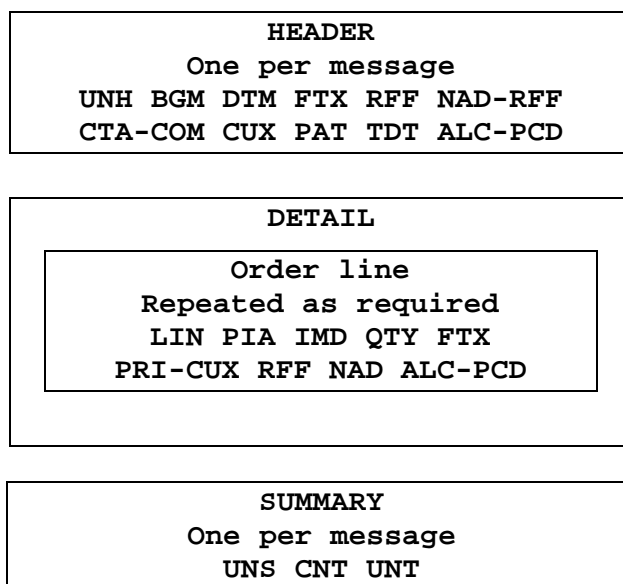 HEADER
One per message
UNH BGM DTM FTX RFF NAD-RFF
CTA-COM CUX PAT TDT ALC-PCD
DETAIL
Order line
Repeated as required
LIN PIA IMD QTY FTX
PRI-CUX RFF NAD ALC-PCD
SUMMARY
One per message
UNS CNT UNT